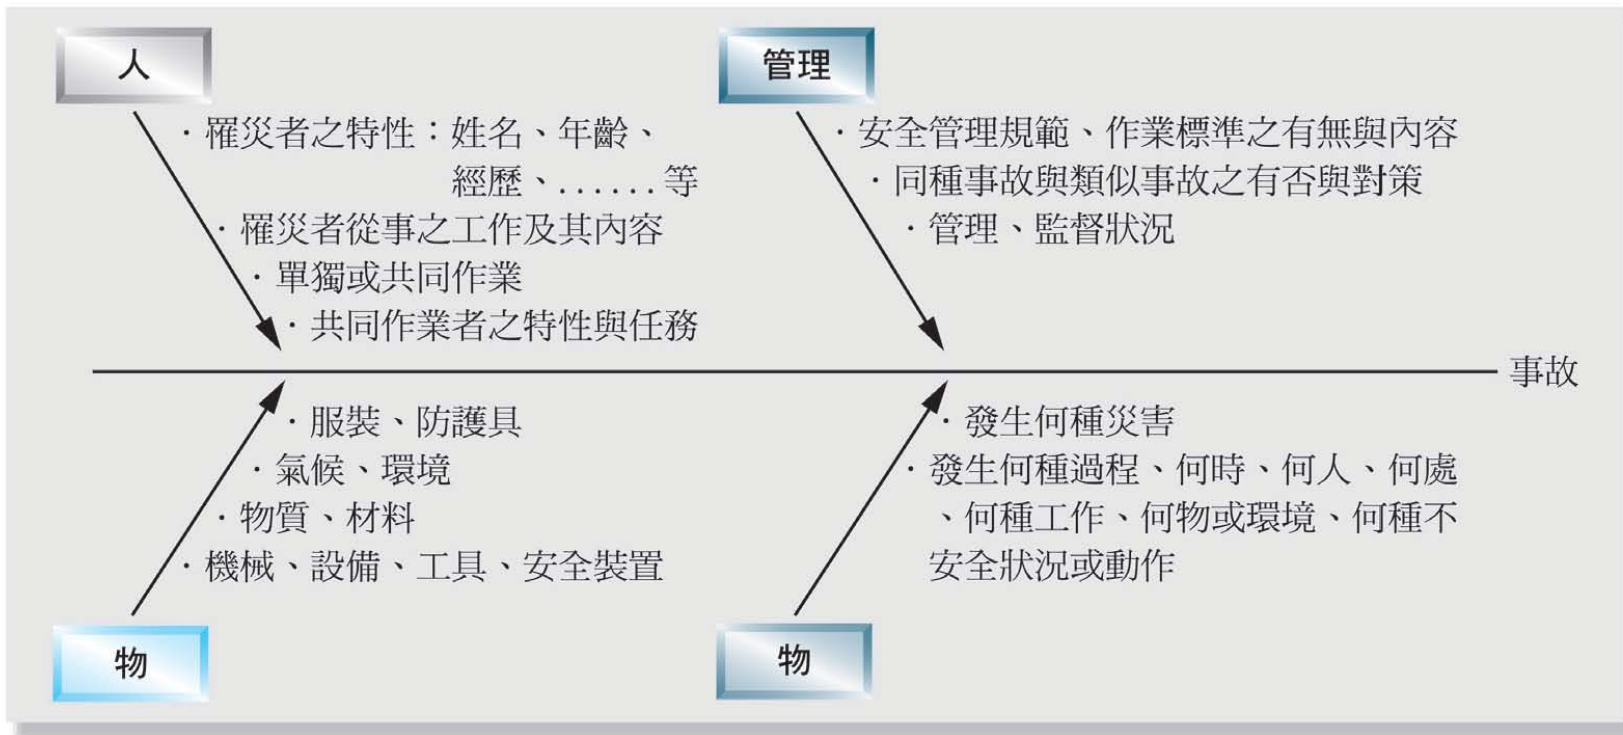 人
・罹災者之特性：姓名、年齡、
經歷、......等
・罹災者從事之工作及其內容
・單獨或共同作業
・共同作業者之特性與任務
管理
・安全管理規範、作業標準之有無與內容
・同種事故與類似事故之有否與對策
・管理、監督狀況
事故
・服裝、防護具
・氣候、環境
・物質、材料
・機械、設備、工具、安全裝置
物
・發生何種災害
・發生何種過程、何時、何人、何處
、何種工作、何物或環境、何種不
安全狀況或動作
物